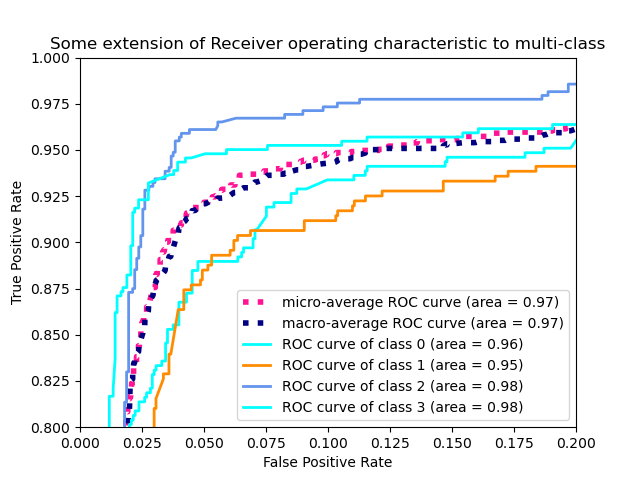 Some extension of Receiver operating characteristic to multi-class
1.000
0.975
0.950
0.925
0.900
0.875
0.850
0.825
0.800
True Positive Rate
micro-average ROC curve (area = 0.97)
macro-average ROC curve (area = 0.97)
ROC curve of class 0 (area = 0.96)
ROC curve of class 1 (area = 0.95)
ROC curve of class 2 (area = 0.98)
ROC curve of class 3 (area = 0.98)
0.000 0.025 0.050 0.075 0.100 0.125 0.150 0.175 0.200
False Positive Rate